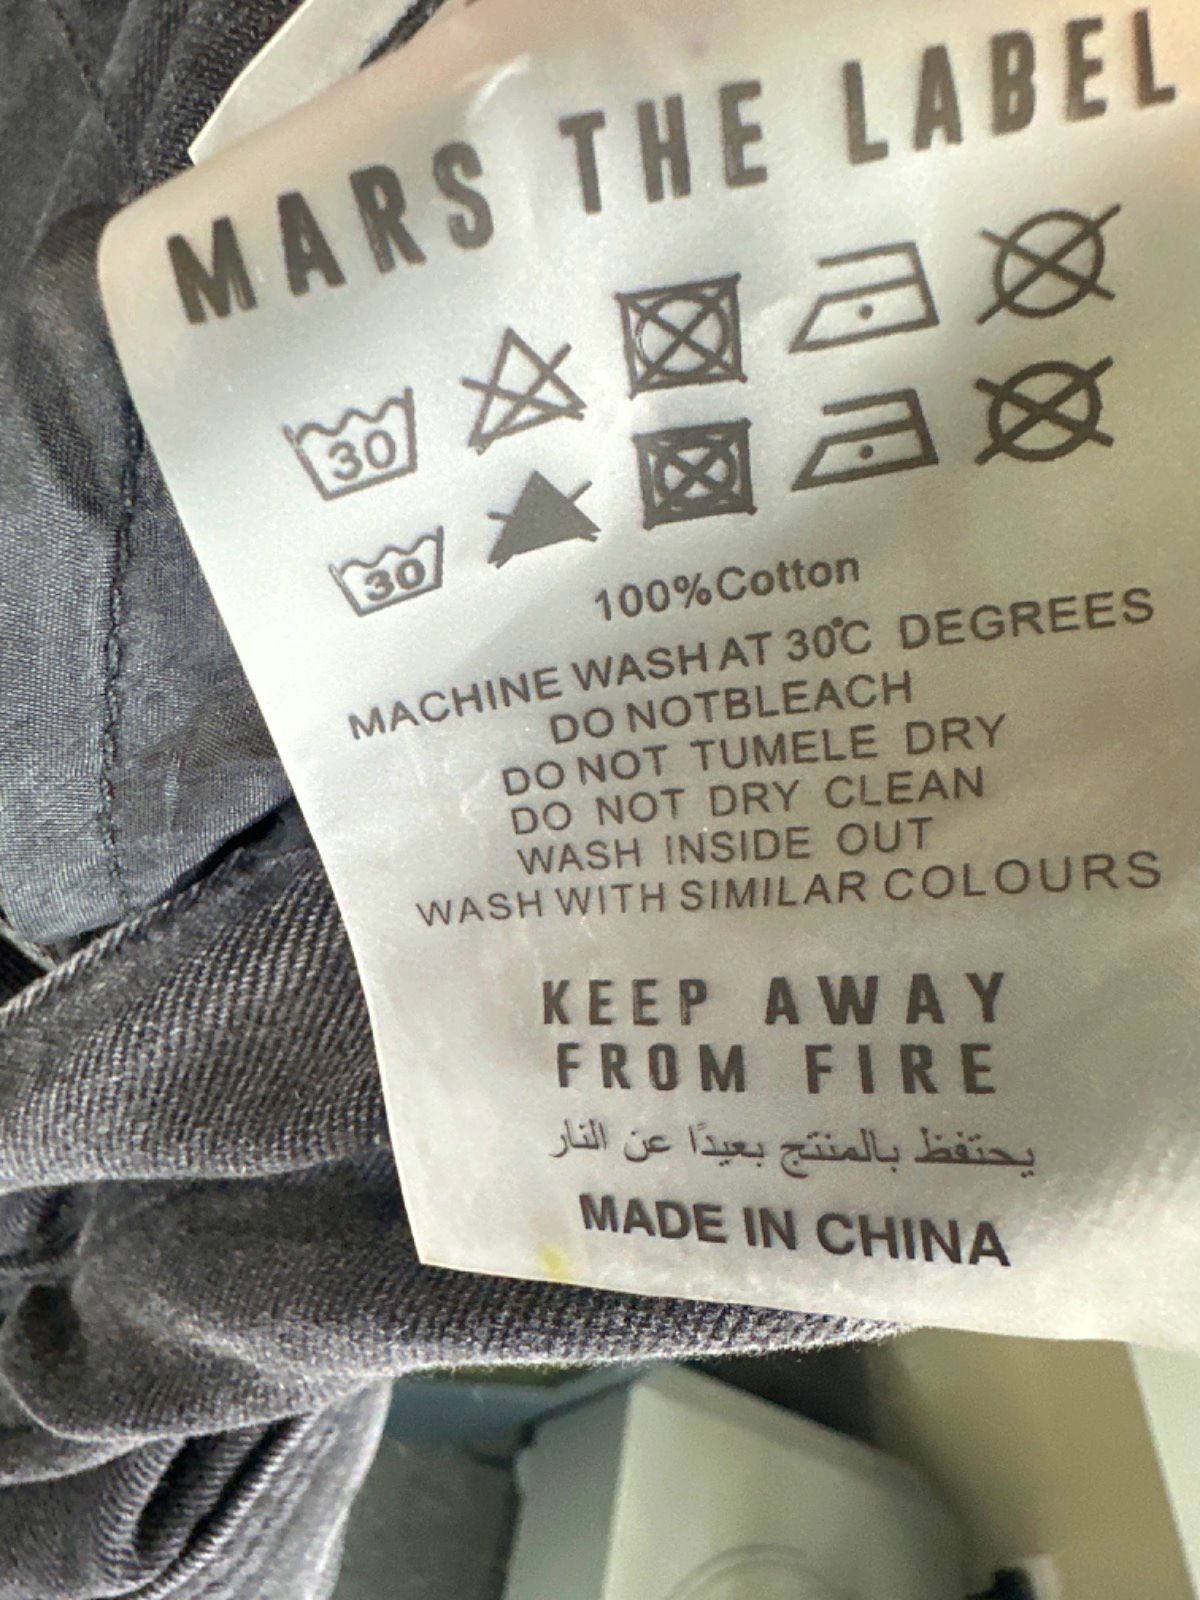 MARS THE LABEL
30
30
100%Cotton
MACHINE WASH AT 30°C DEGREES
DO NOTBLEACH
DO NOT TUMELE DRY
DO NOT DRY CLEAN
WASH INSIDE OUT
WASH WITH SIMILAR COLOURS
KEEP AWAY
FROM FIRE
يحتفظ بالمنتج بعيدًا عن النار
MADE IN CHINA